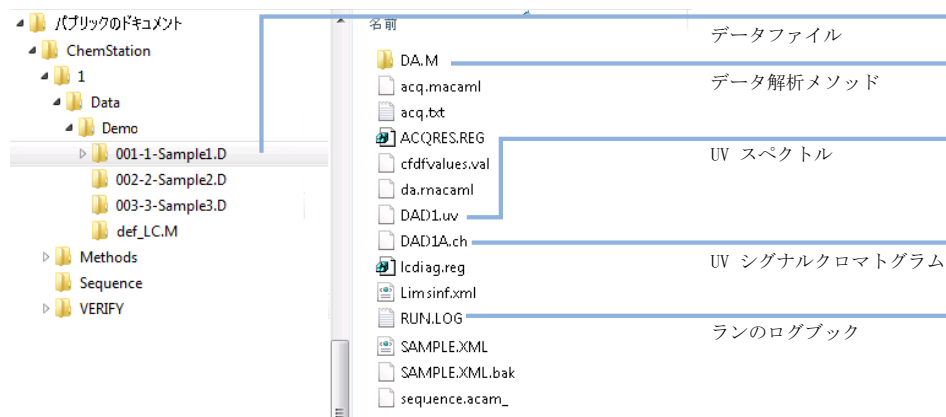 パブリックのドキュメント
ChemStation
1
Data
Demo
001-1-Sample1.D
002-2-Sample2.D
003-3-Sample3.D
def_LC.M
Methods
Sequence
VERIFY
名前
DA.M
acq.macaml
acq.txt
ACQRES.REG
cfdfvalues.val
da.macaml
DAD1.uv
DAD1A.ch
lcdiag.reg
Limsinf.xml
RUN.LOG
SAMPLE.XML
SAMPLE.XML.bak
sequence.acam_
データファイル
データ解析メソッド
UV スペクトル
UV シグナルクロマトグラム
ランのログブック